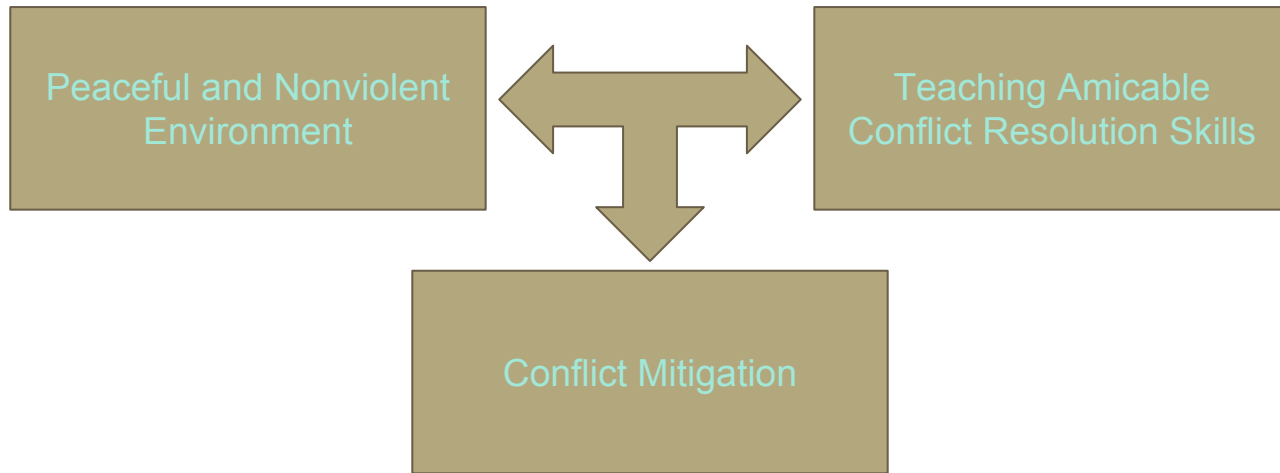 Peaceful and Nonviolent
Environment
Teaching Amicable
Conflict Resolution Skills
Conflict Mitigation